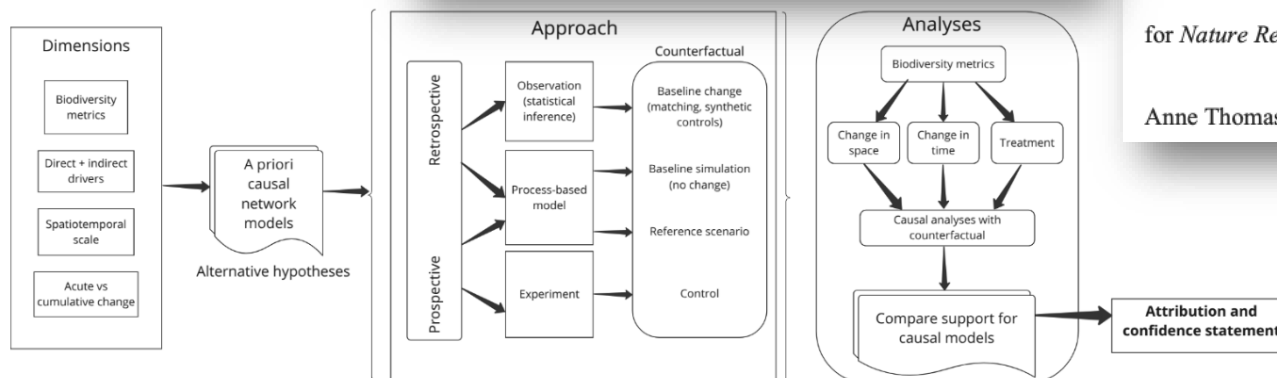 Dimensions
Biodiversity
metrics
Direct + indirect
drivers
Spatiotemporal
scale
Acute vs
cumulative change
A priori
causal
network
models
Alternative hypotheses
Approach
Counterfactual
Retrospective
Prospective
Observation
(statistical
inference)
Process-based
model
Experiment
Baseline change
(matching, synthetic
controls)
Baseline simulation
(no change)
Reference scenario
Control
Analyses
Biodiversity metrics
Change in
space
Change in
time
Treatment
Causal analyses with
counterfactual
Compare support for
causal models
Attribution and
confidence statement
for Nature Re
Anne Thomas